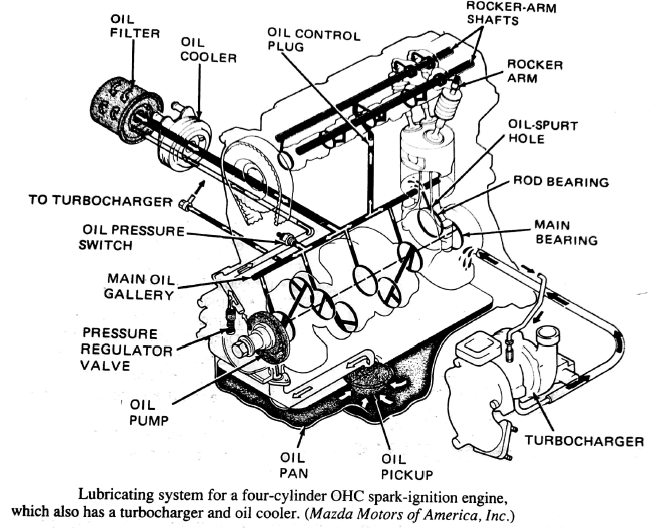 OIL
FILTER
OIL
COOLER
OIL CONTROL
PLUG
ROCKER-ARM
SHAFTS
ROCKER
ARM
OIL-SPURT
HOLE
ROD BEARING
MAIN
BEARING
TO TURBOCHARGER
OIL PRESSURE
SWITCH
MAIN OIL
GALLERY
PRESSURE
REGULATOR
VALVE
OIL
PUMP
OIL
PAN
OIL
PICKUP
TURBOCHARGER
Lubricating system for a four-cylinder OHC spark-ignition engine,
which also has a turbocharger and oil cooler. (Mazda Motors of America, Inc.)